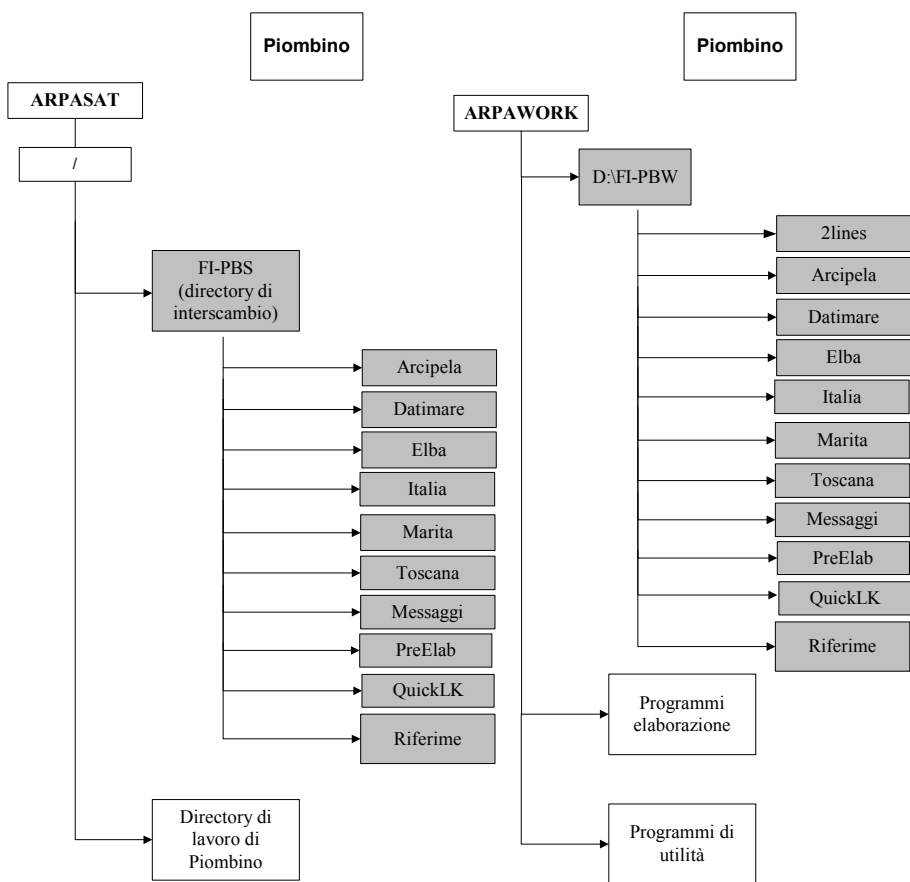 Piombino
ARPASAT
/
FI-PBS
(directory di
interscambio)
Arcipela
Datimare
Elba
Italia
Marita
Toscana
Messaggi
PreElab
QuickLK
Riferime
Directory di
lavoro di
Piombino
Piombino
ARPAWORK
D:\FI-PBW
2lines
Arcipela
Datimare
Elba
Italia
Marita
Toscana
Messaggi
PreElab
QuickLK
Riferime
Programmi
elaborazione
Programmi di
utilità